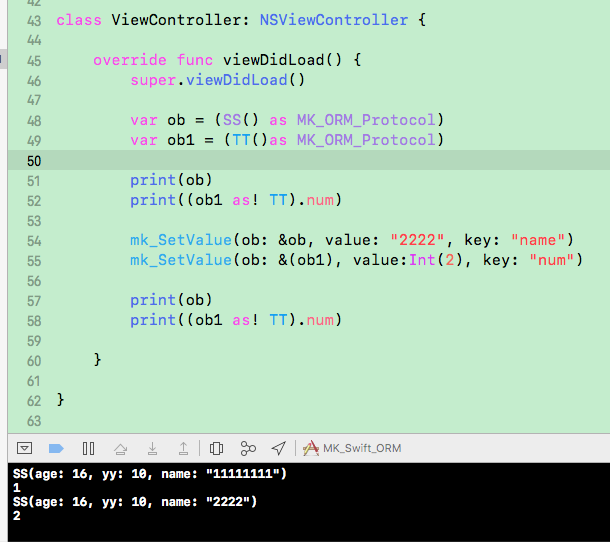 42
43 class ViewController: NSViewController {
44
45     override func viewDidLoad() {
46         super.viewDidLoad()
47
48         var ob = (SS() as MK_ORM_Protocol)
49         var ob1 = (TT()as MK_ORM_Protocol)
50
51         print(ob)
52         print((ob1 as! TT).num)
53
54         mk_SetValue(ob: &ob, value: "2222", key: "name")
55         mk_SetValue(ob: &(ob1), value:Int(2), key: "num")
56
57         print(ob)
58         print((ob1 as! TT).num)
59
60     }
61
62 }
63
MK_Swift_ORM
SS(age: 16, yy: 10, name: "11111111")
1
SS(age: 16, yy: 10, name: "2222")
2